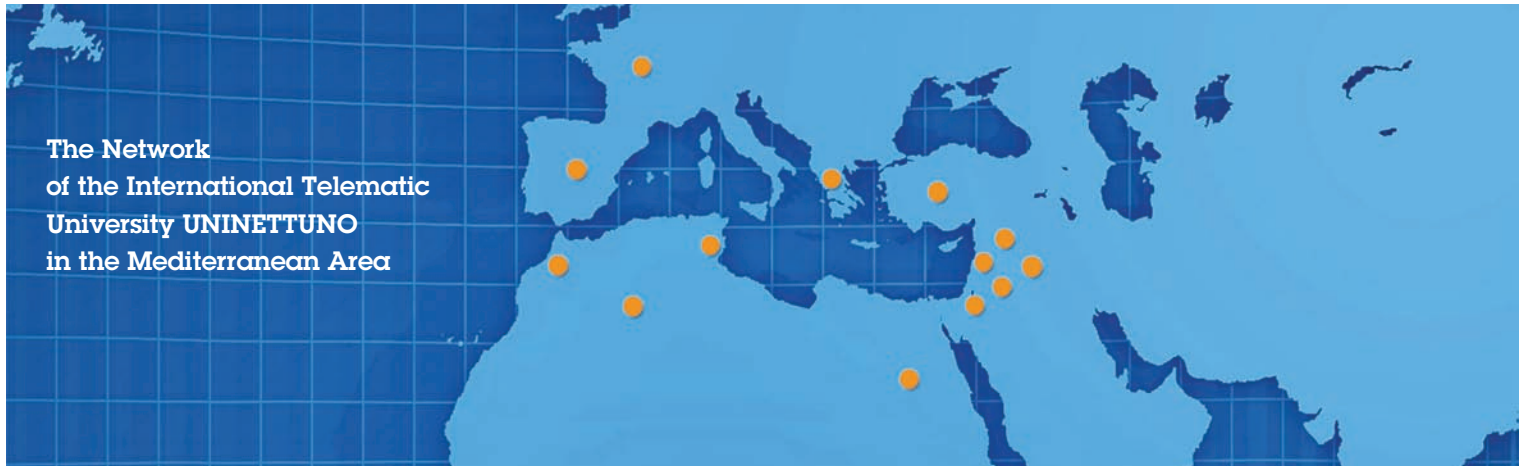 The Network
of the International Telematic
University UNINETTUNO
in the Mediterranean Area